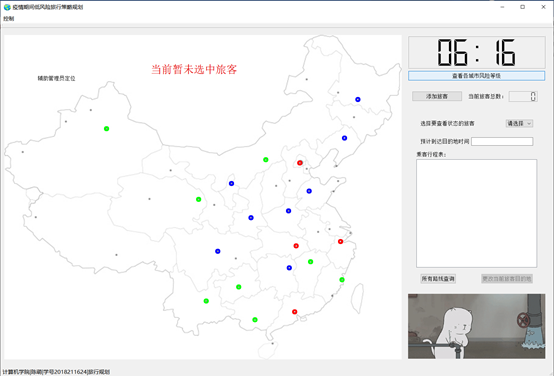 疫情期间低风险旅行策略规划
控制
辅助管理员定位
当前暂未选中旅客
06:16
查看各城市风险等级
添加旅客
当前旅客总数:
0
选择要查看状态的旅客
请选择
预计到达目的地时间
乘客行程表:
所有路线查询
更改当前旅客目的地
计算机学院|陈颖|学号2018211624|旅行规划